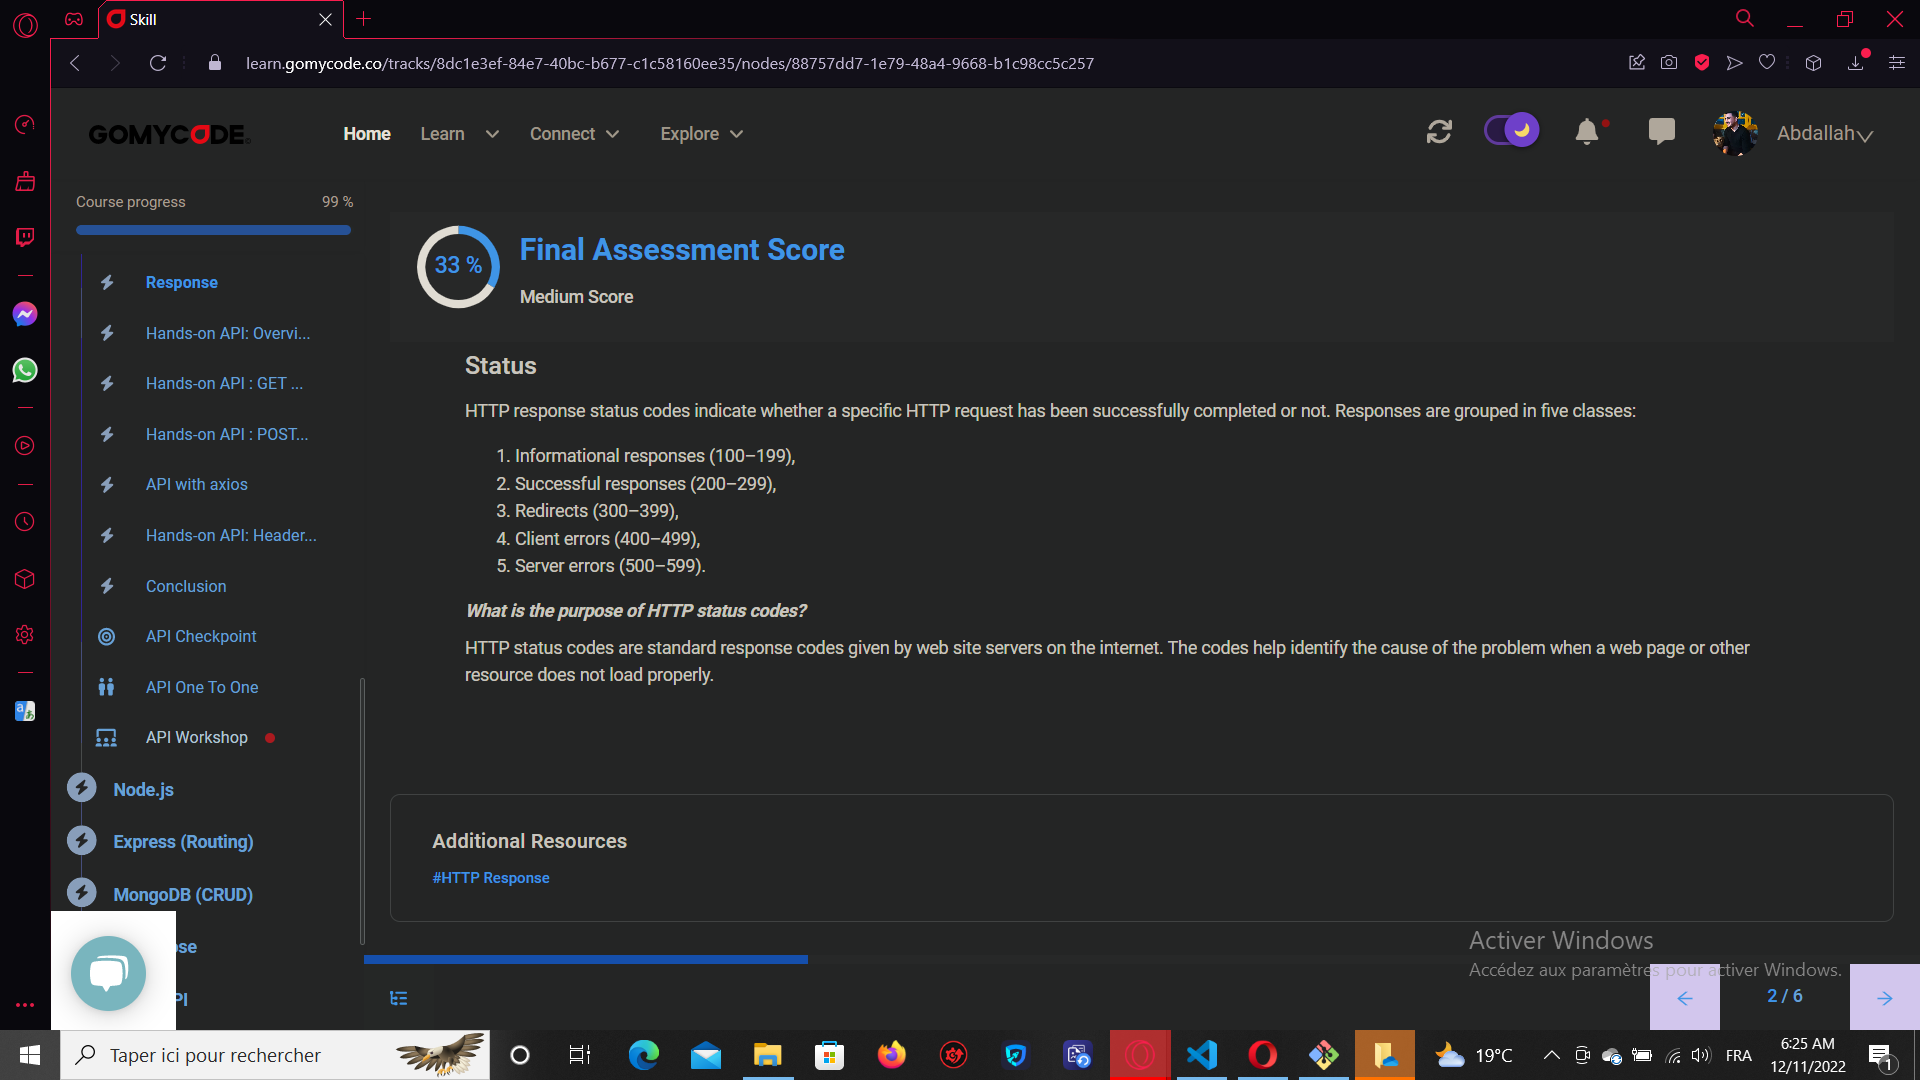 Skill
learn.gomycode.co/tracks/8dc1e3ef-84e7-40bc-b677-c1c58160ee35/nodes/88757dd7-1e79-48a4-9668-b1c98cc5c257
GOMYCODE
Home
Learn
Connect
Explore
Abdallah
Course progress
99 %
Response
Hands-on API: Overvi...
Hands-on API : GET ...
Hands-on API : POST...
API with axios
Hands-on API: Header...
Conclusion
API Checkpoint
API One To One
API Workshop
Node.js
Express (Routing)
MongoDB (CRUD)
33 %
Final Assessment Score
Medium Score
Status
HTTP response status codes indicate whether a specific HTTP request has been successfully completed or not. Responses are grouped in five classes:
1. Informational responses (100–199),
2. Successful responses (200–299),
3. Redirects (300–399),
4. Client errors (400–499),
5. Server errors (500–599).
What is the purpose of HTTP status codes?
HTTP status codes are standard response codes given by web site servers on the internet. The codes help identify the cause of the problem when a web page or other
resource does not load properly.
Additional Resources
#HTTP Response
Activer Windows
Accédez aux paramètres pour activer Windows.
2 / 6
Taper ici pour rechercher
19°C
FRA
6:25 AM
12/11/2022
1